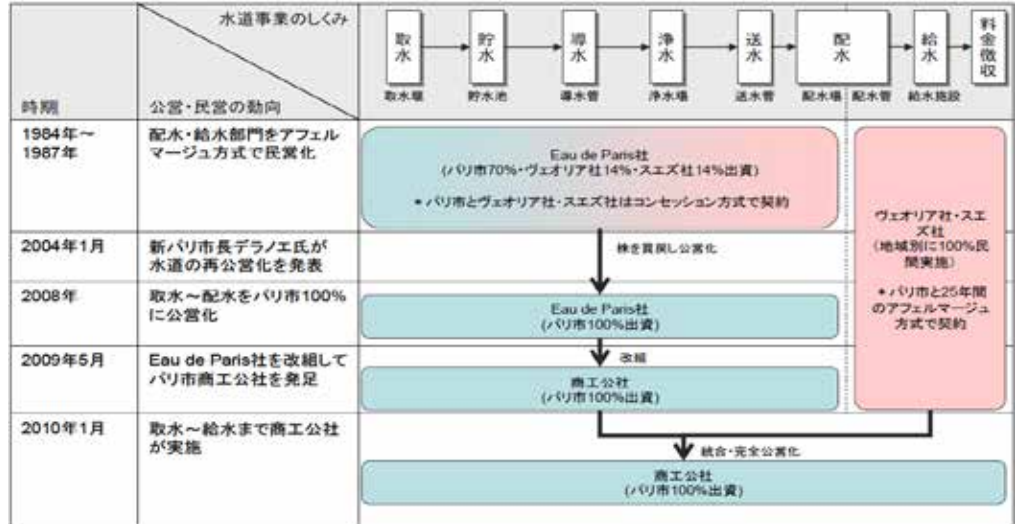 水道事業のしくみ
時期
公営・民営の動向
取水
貯水
導水
浄水
送水
配水
給水
料金徴収
取水場
貯水池
導水管
浄水場
送水管
配水場
配水管
給水施設
1984年～
1987年
配水・給水部門をアフェル
マージュ方式で民営化
Eau de Paris社
(パリ市70%・ヴェオリア社14%・スエズ社14%出資)
* パリ市とヴェオリア社・スエズ社はコンセッション方式で契約
ヴェオリア社・スエ
ズ社
(地域別に100%民
間実施)
* パリ市と25年間
のアフェルマージュ
方式で契約
2004年1月
新パリ市長デラノエ氏が
水道の再公営化を発表
株を買戻し公営化
2008年
取水～配水をパリ市100%
に公営化
Eau de Paris社
(パリ市100%出資)
2009年5月
Eau de Paris社を改組して
パリ市商工公社を発足
改組
商工公社
(パリ市100%出資)
2010年1月
取水～給水まで商工公社
が実施
統合・完全公営化
商工公社
(パリ市100%出資)